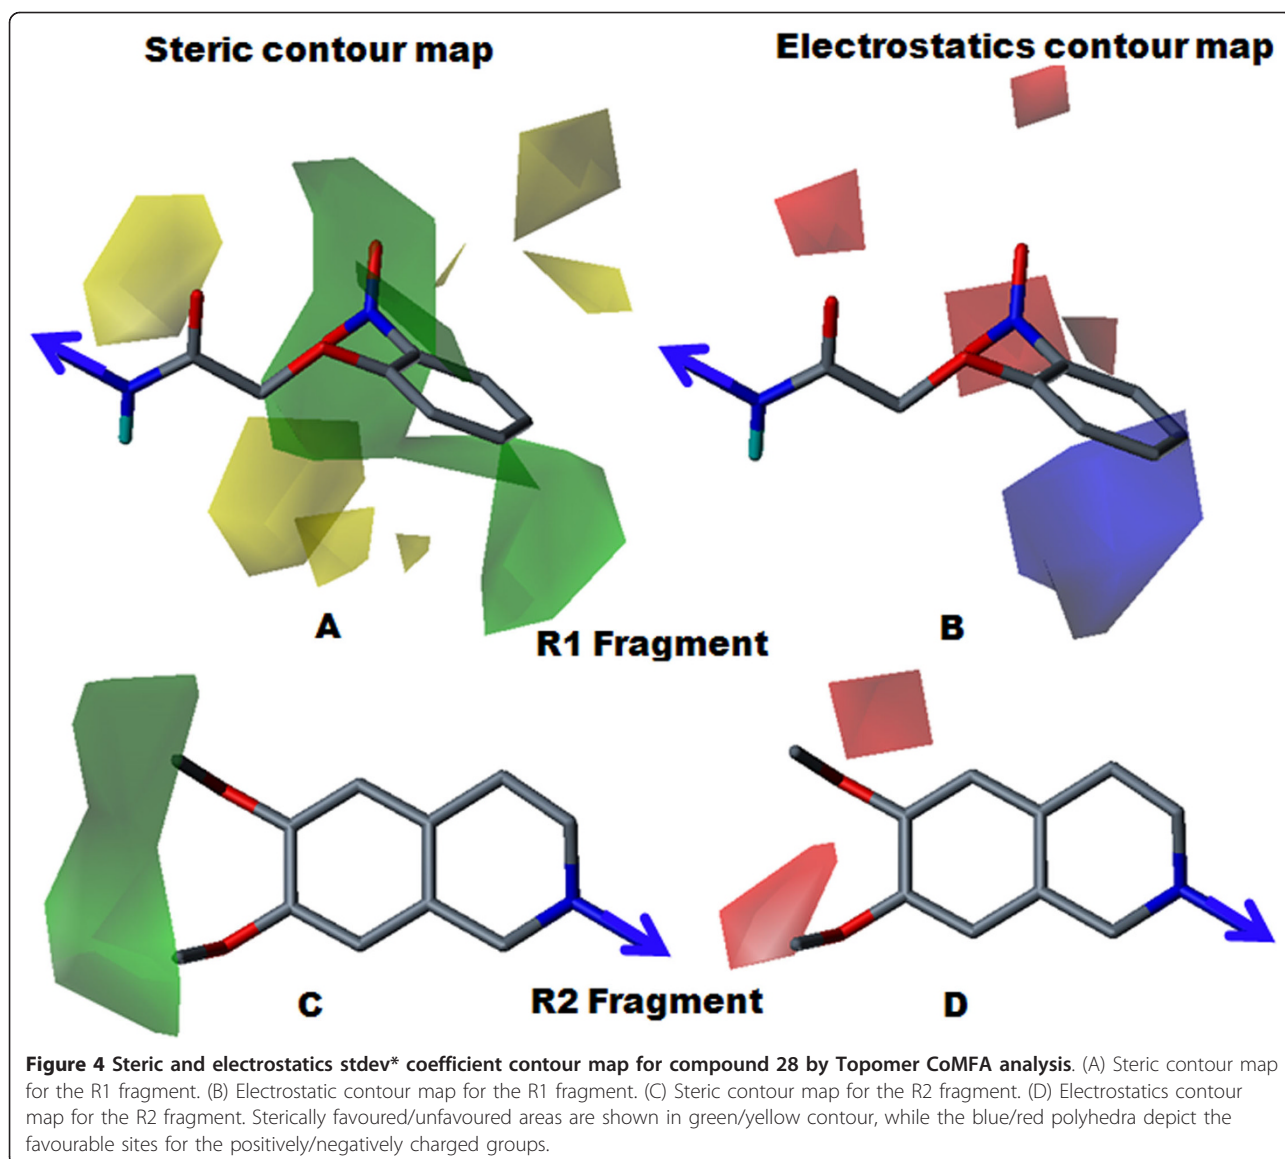 Steric contour map
Electrostatics contour map
A
B
R1 Fragment
C
D
R2 Fragment
Figure 4 Steric and electrostatics stdev* coefficient contour map for compound 28 by Topomer CoMFA analysis. (A) Steric contour map
for the R1 fragment. (B) Electrostatic contour map for the R1 fragment. (C) Steric contour map for the R2 fragment. (D) Electrostatics contour
map for the R2 fragment. Sterically favoured/unfavoured areas are shown in green/yellow contour, while the blue/red polyhedra depict the
favourable sites for the positively/negatively charged groups.